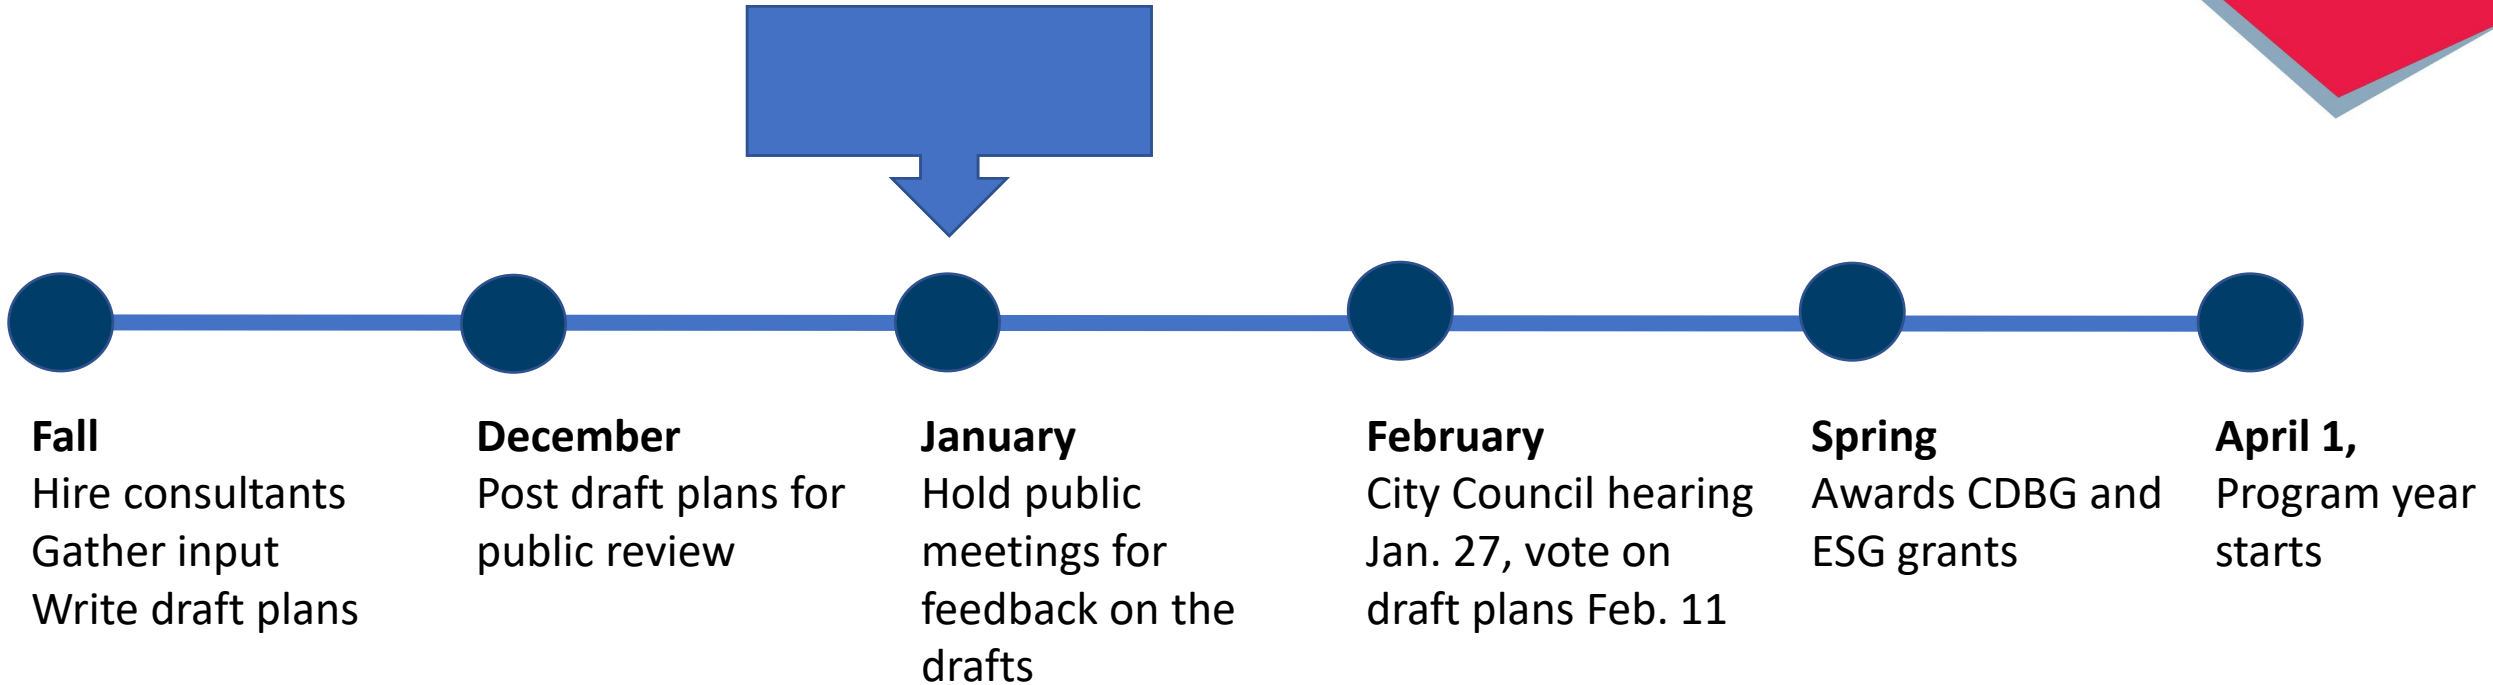 Fall
Hire consultants
Gather input
Write draft plans
December
Post draft plans for
public review
January
Hold public
meetings for
feedback on the
drafts
February
City Council hearing
Jan. 27, vote on
draft plans Feb. 11
Spring
Awards CDBG and
ESG grants
April 1,
Program year
starts